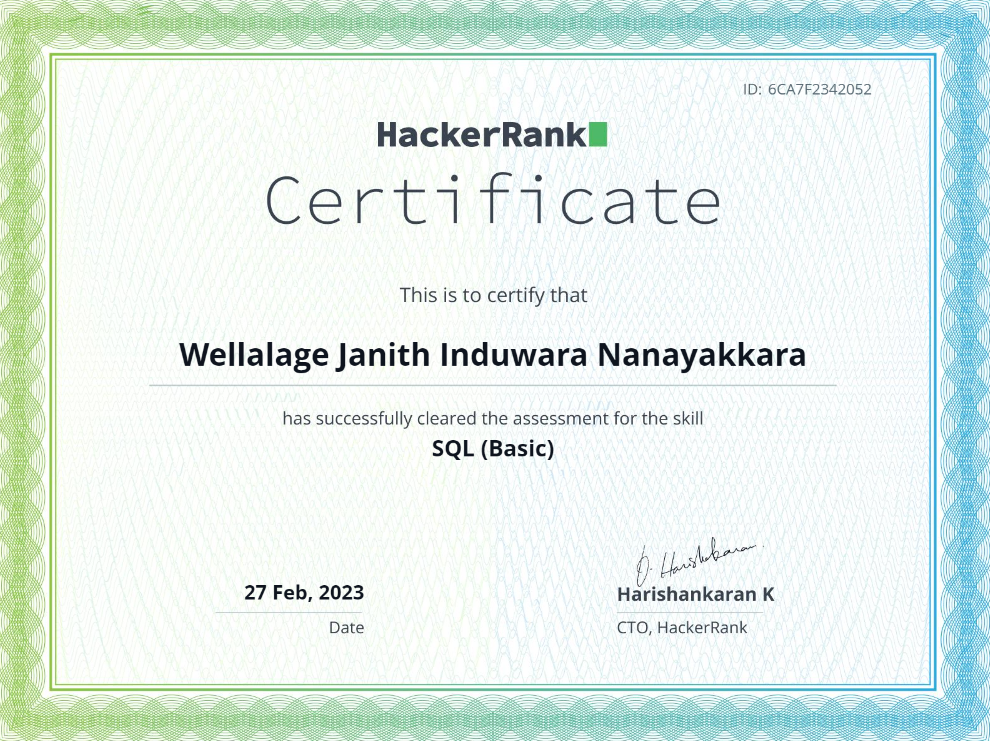 ID: 6CA7F2342052
HackerRank
Certificate
This is to certify that
Wellalage Janith Induwara Nanayakkara
has successfully cleared the assessment for the skill
SQL (Basic)
27 Feb, 2023
Date
Harishankaran K
CTO, HackerRank